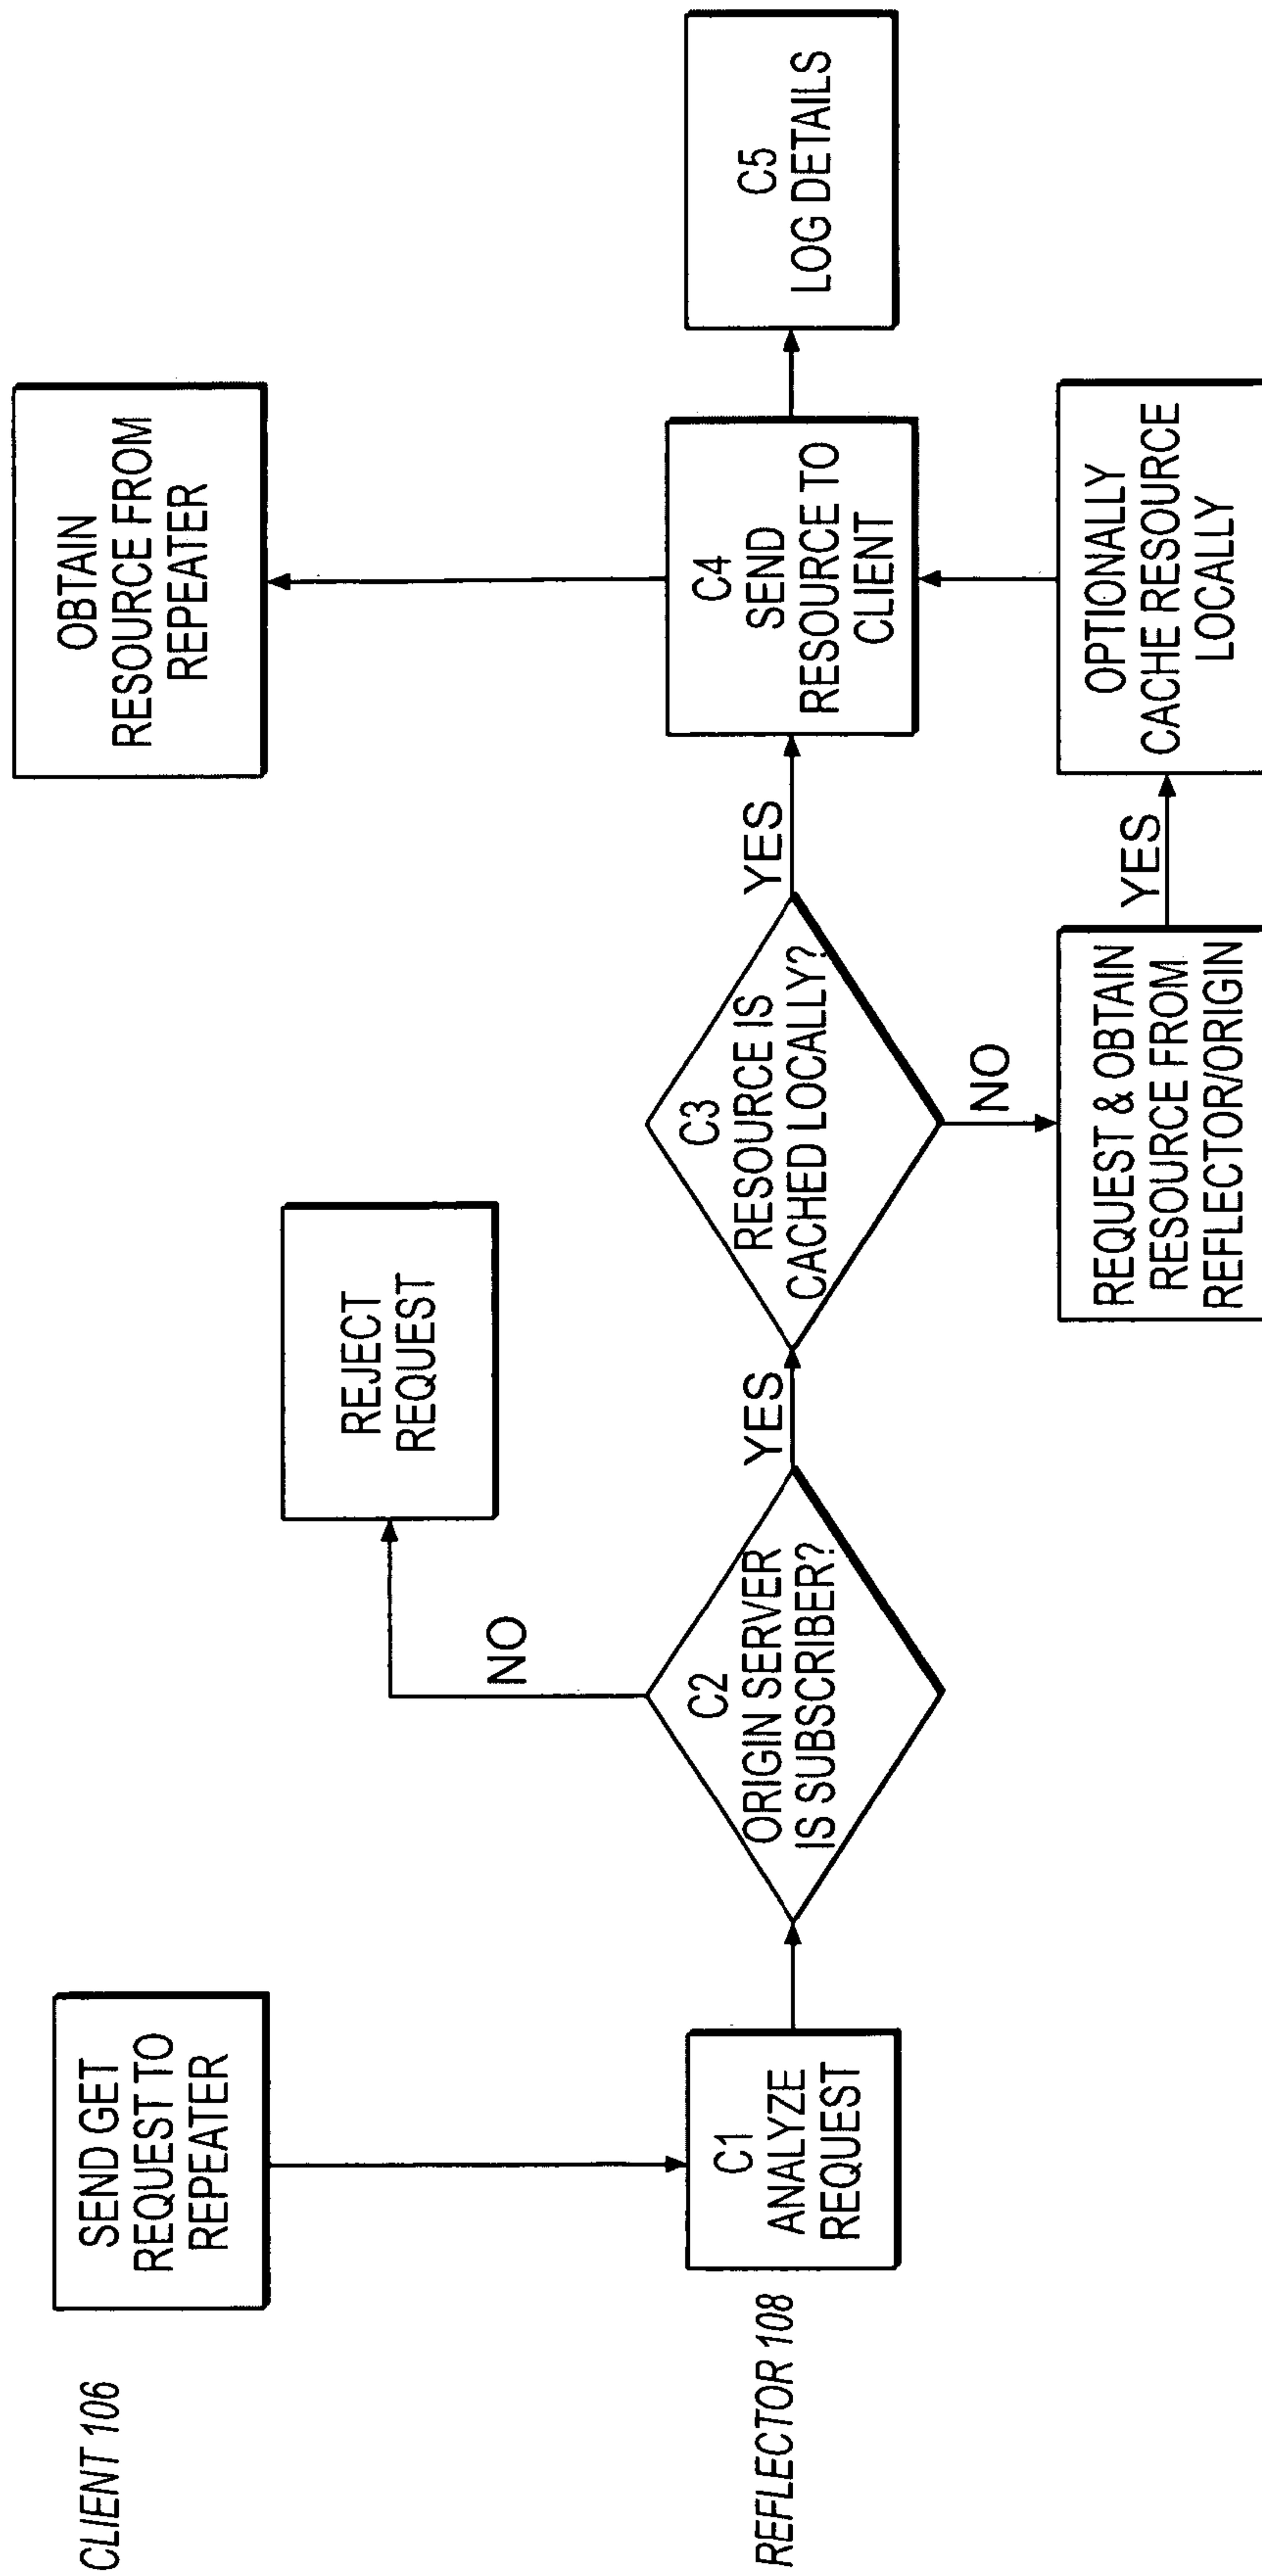 CLIENT 106
SEND GET
REQUEST TO
REPEATER
OBTAIN
RESOURCE FROM
REPEATER
NO
REJECT
REQUEST
REFLECTOR 108
C1
ANALYZE
REQUEST
C2
ORIGIN SERVER
IS SUBSCRIBER?
YES
C3
RESOURCE IS
CACHED LOCALLY?
YES
C4
SEND
RESOURCE TO
CLIENT
C5
LOG DETAILS
NO
REQUEST & OBTAIN
RESOURCE FROM
REFLECTOR/ORIGIN
YES
OPTIONALLY
CACHE RESOURCE
LOCALLY